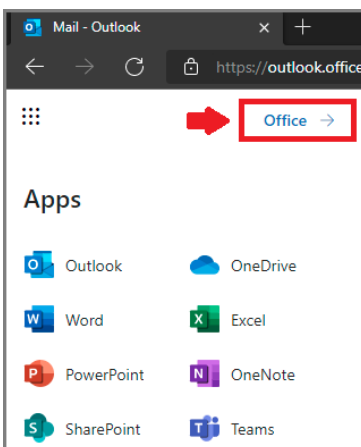 Mail - Outlook
https://outlook.office
Office →
Apps
Outlook OneDrive
Word Excel
PowerPoint OneNote
SharePoint Teams